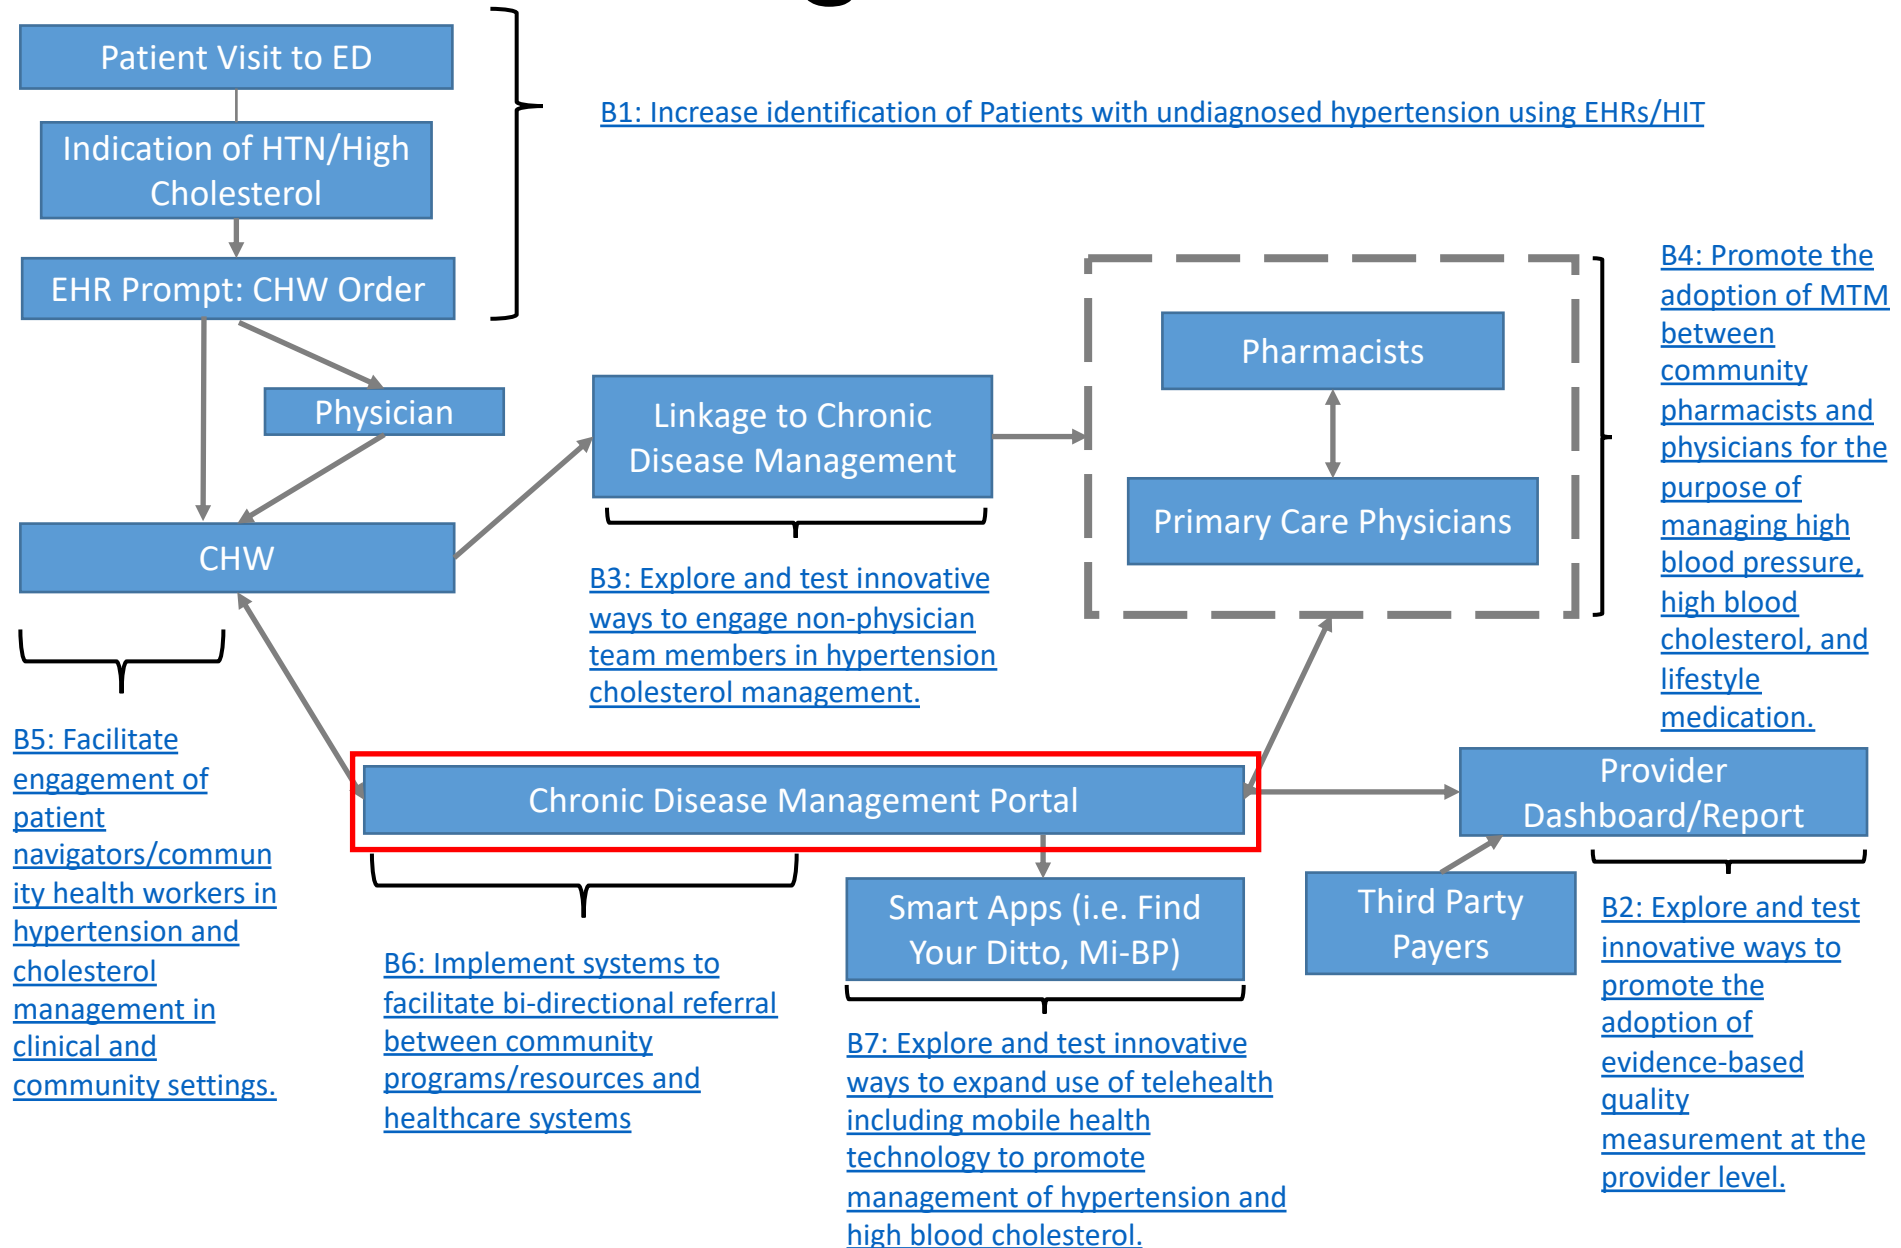 Patient Visit to ED
Indication of HTN/High
Cholesterol
EHR Prompt: CHW Order
Physician
CHW
B1: Increase identification of Patients with undiagnosed hypertension using EHRs/HIT
Linkage to Chronic
Disease Management
B3: Explore and test innovative
ways to engage non-physician
team members in hypertension
cholesterol management.
Pharmacists
Primary Care Physicians
B4: Promote the
adoption of MTM
between
community
pharmacists and
physicians for the
purpose of
managing high
blood pressure,
high blood
cholesterol, and
lifestyle
medication.
B5: Facilitate
engagement of
patient
navigators/commun
ity health workers in
hypertension and
cholesterol
management in
clinical and
community settings.
Chronic Disease Management Portal
B6: Implement systems to
facilitate bi-directional referral
between community
programs/resources and
healthcare systems
Smart Apps (i.e. Find
Your Ditto, Mi-BP)
B7: Explore and test innovative
ways to expand use of telehealth
including mobile health
technology to promote
management of hypertension and
high blood cholesterol.
Provider
Dashboard/Report
Third Party
Payers
B2: Explore and test
innovative ways to
promote the
adoption of
evidence-based
quality
measurement at the
provider level.